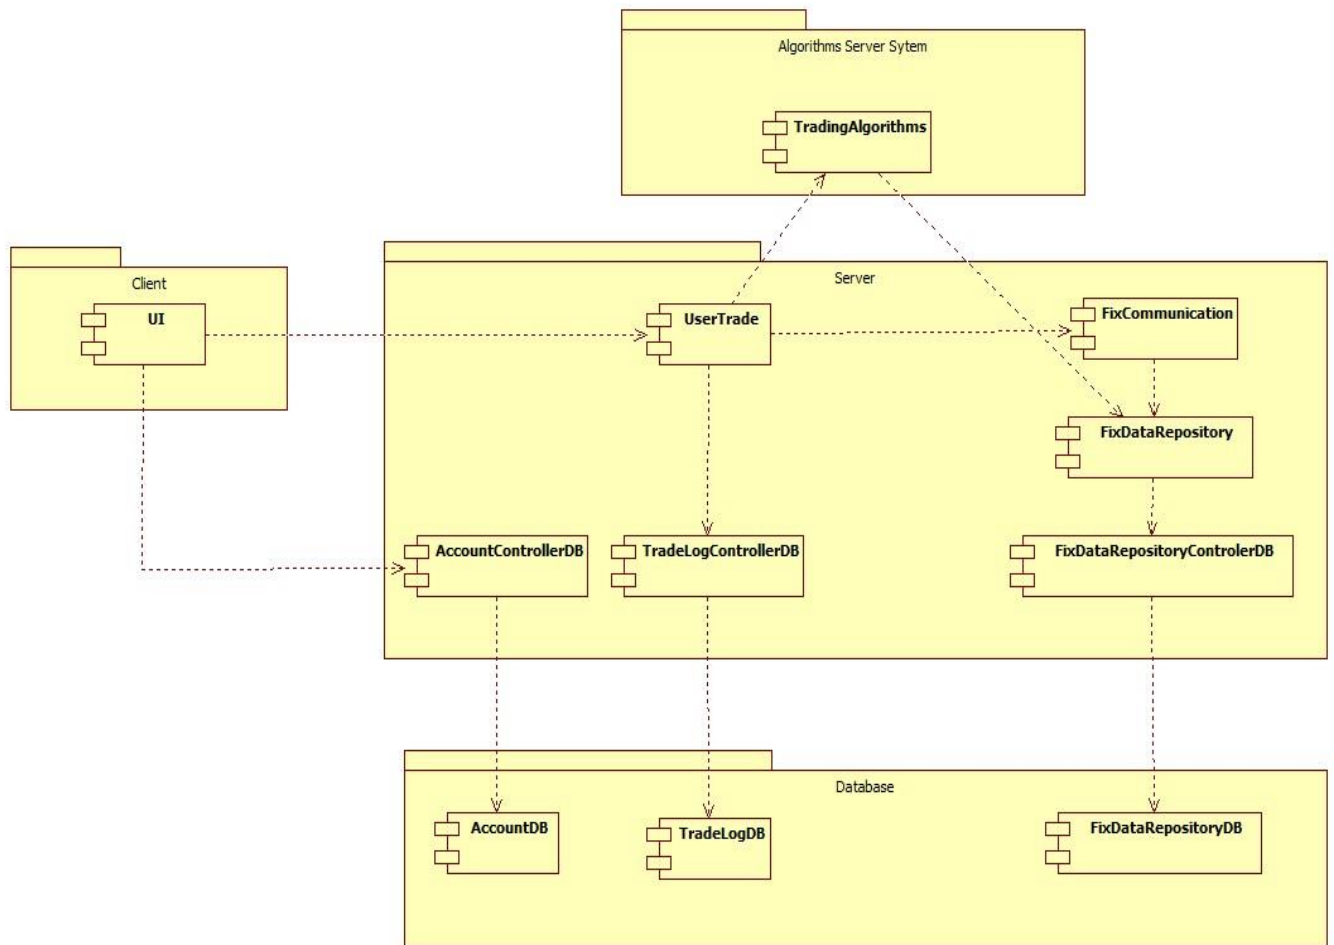 Algorithms Server Sytem
TradingAlgorithms
Client
UI
Server
UserTrade
FixCommunication
FixDataRepository
AccountControllerDB
TradeLogControllerDB
FixDataRepositoryControlerDB
Database
AccountDB
TradeLogDB
FixDataRepositoryDB